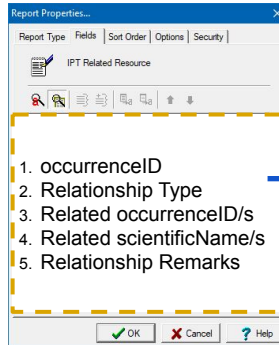 Report Properties...
Report Type Fields Sort Order Options Security
IPT Related Resource
1. occurrenceID
2. Relationship Type
3. Related occurrenceID/s
4. Related scientificName/s
5. Relationship Remarks
OK Cancel ? Help